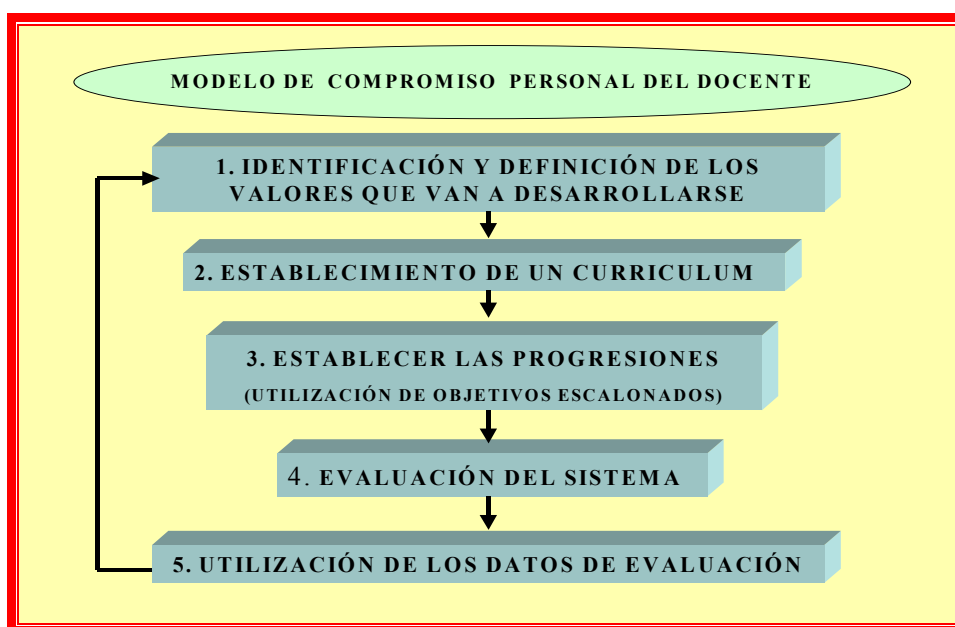 MODELO DE COMPROMISO PERSONAL DEL DOCENTE
1. IDENTIFICACIÓN Y DEFINICIÓN DE LOS
VALORES QUE VAN A DESARROLLARSE
2. ESTABLECIMIENTO DE UN CURRICULUM
3. ESTABLECER LAS PROGRESIONES
(UTILIZACIÓN DE OBJETIVOS ESCALONADOS)
4. EVALUACIÓN DEL SISTEMA
5. UTILIZACIÓN DE LOS DATOS DE EVALUACIÓN